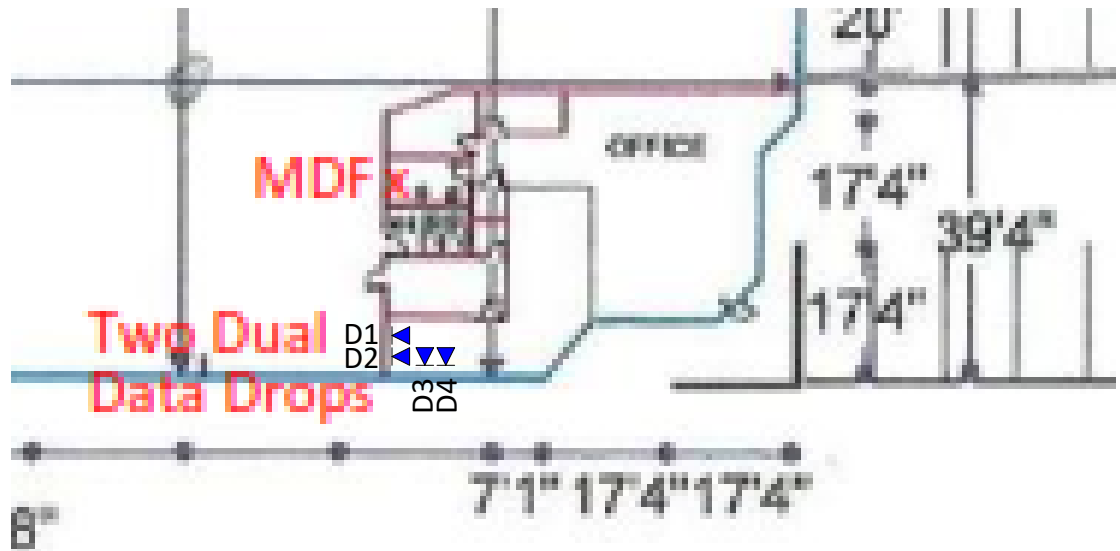 20'
OFFICE
MDF x
17'4"
39'4"
17'4"
Two Dual
D1
D2
Data Drops
D3
D4
7'1" 17'4" 17'4"
8"